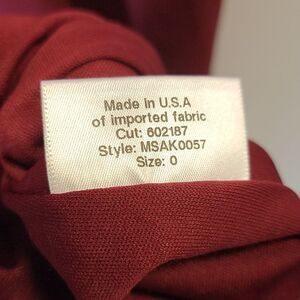 Made in U.S.A
of imported fabric
Cut: 602187
Style: MSAK0057
Size: 0